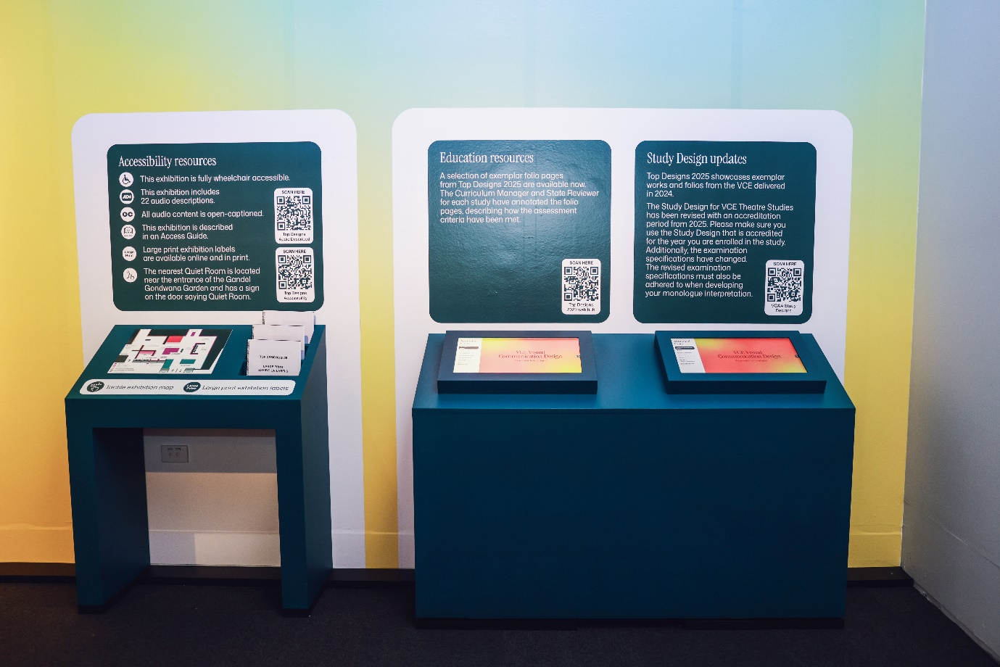 Accessibility resources
This exhibition is fully wheelchair accessible.
This exhibition includes
22 audio descriptions.
OC
All audio content is open-captioned.
This exhibition is described
in an Access Guide.
Large
Print
Large print exhibition labels
are available online and in print.
The nearest Quiet Room is located
near the entrance of the Gandel
Gondwana Garden and has a sign
on the door saying Quiet Room.
SCAN HERE
Top Designs
Audio Described
SCAN HERE
Top Designs
Accessibility
TOP DESIGNS 2025
LARGE PRINT
EXHIBITION LABELS
Tactile exhibition map
Large print exhibition labels
Education resources
A selection of exemplar folio pages
from Top Designs 2025 are available now.
The Curriculum Manager and State Reviewer
for each study have annotated the folio
pages, describing how the assessment
criteria have been met.
SCAN HERE
Top Designs
2025 web hub
VCE Visual
Communication Design
Study Design updates
Top Designs 2025 showcases exemplar
works and folios from the VCE delivered
in 2024.
The Study Design for VCE Theatre Studies
has been revised with an accreditation
period from 2025. Please make sure you
use the Study Design that is accredited
for the year you are enrolled in the study.
Additionally, the examination
specifications have changed.
The revised examination
specifications must also be
adhered to when developing
your monologue interpretation.
SCAN HERE
VCAA Study
Designs
VCE Visual
Communication Design